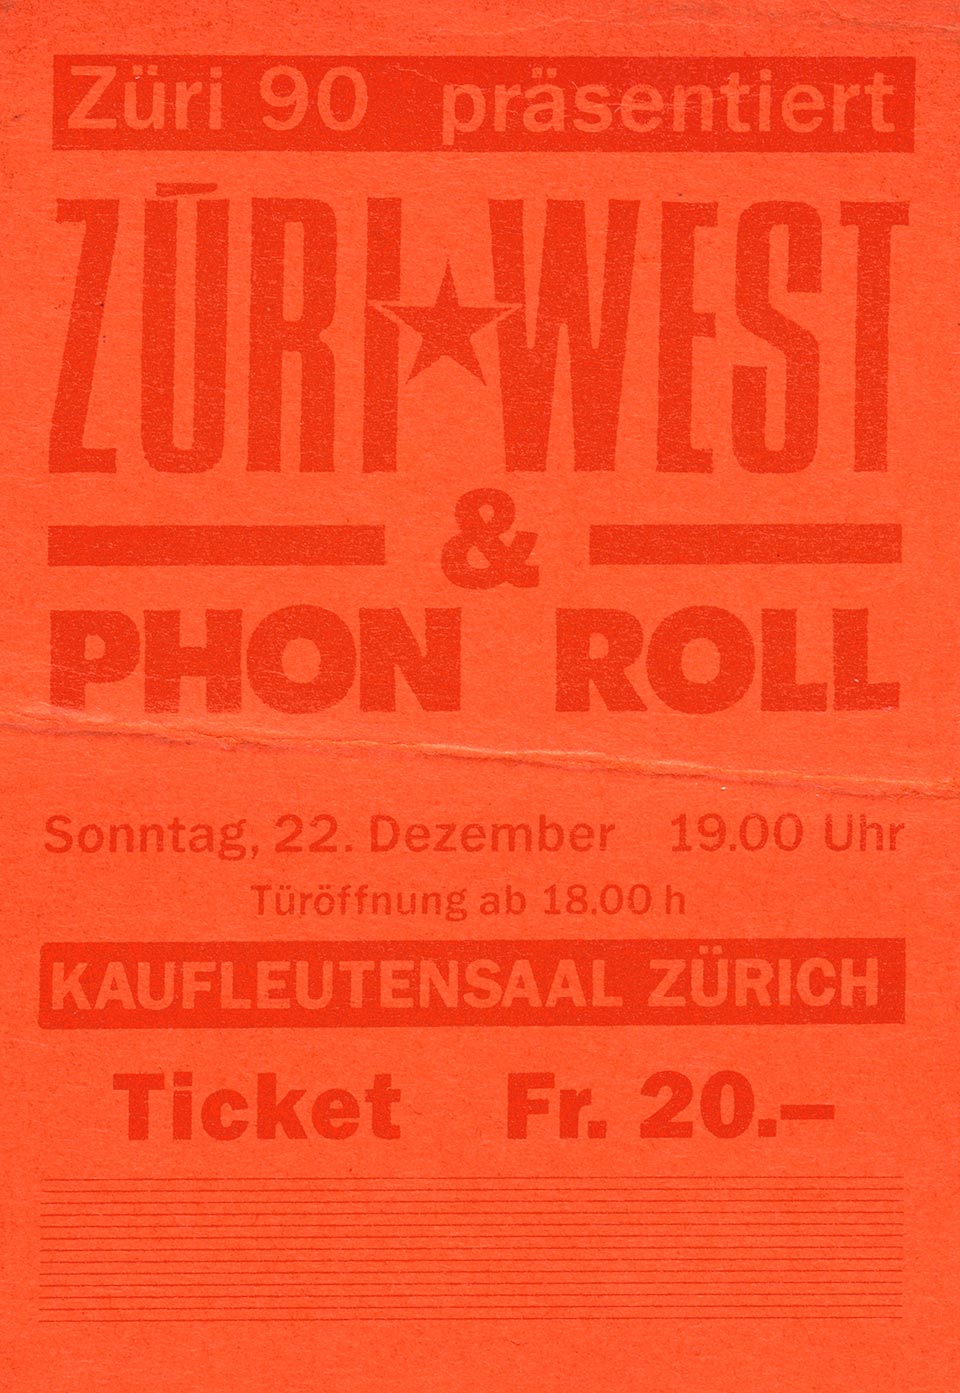 Züri 90 präsentiert
ZÜRI★WEST
&
PHON ROLL
Sonntag, 22. Dezember 19.00 Uhr
Türöffnung ab 18.00 h
KAUFLEUTENSAAL ZÜRICH
Ticket Fr. 20.–